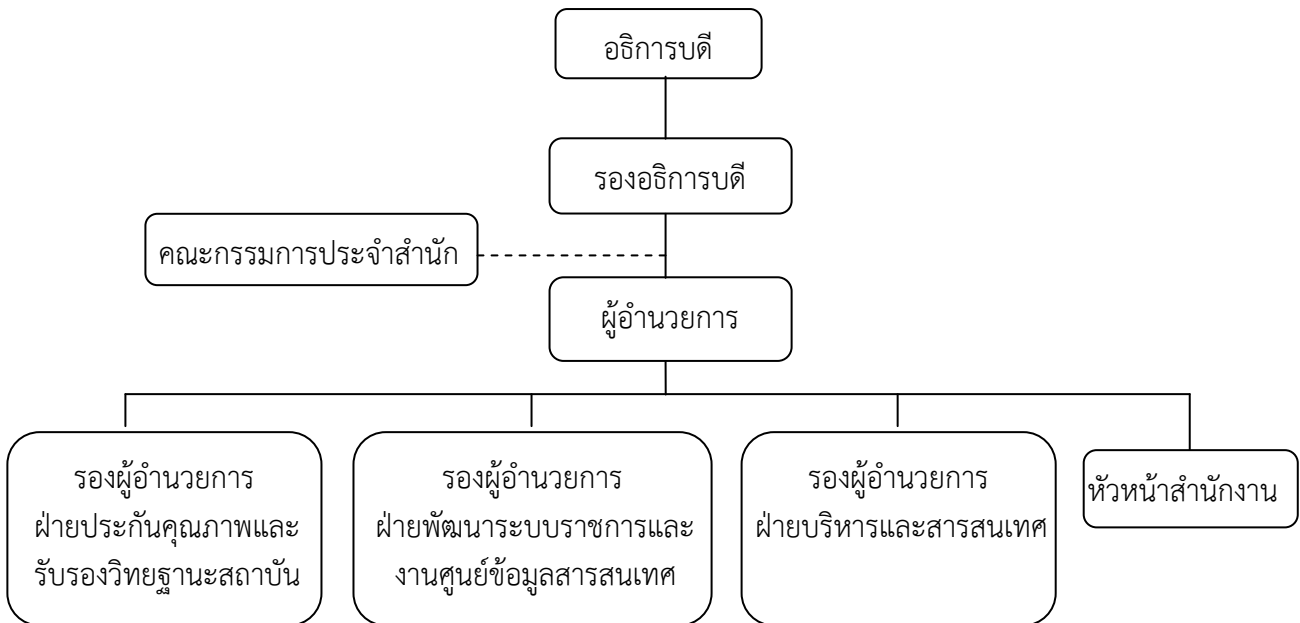 อธิการบดี
รองอธิการบดี
คณะกรรมการประจำสำนัก
ผู้อำนวยการ
รองผู้อำนวยการ
ฝ่ายประกันคุณภาพและ
รับรองวิทยฐานะสถาบัน
รองผู้อำนวยการ
ฝ่ายพัฒนาระบบราชการและ
งานศูนย์ข้อมูลสารสนเทศ
รองผู้อำนวยการ
ฝ่ายบริหารและสารสนเทศ
หัวหน้าสำนักงาน